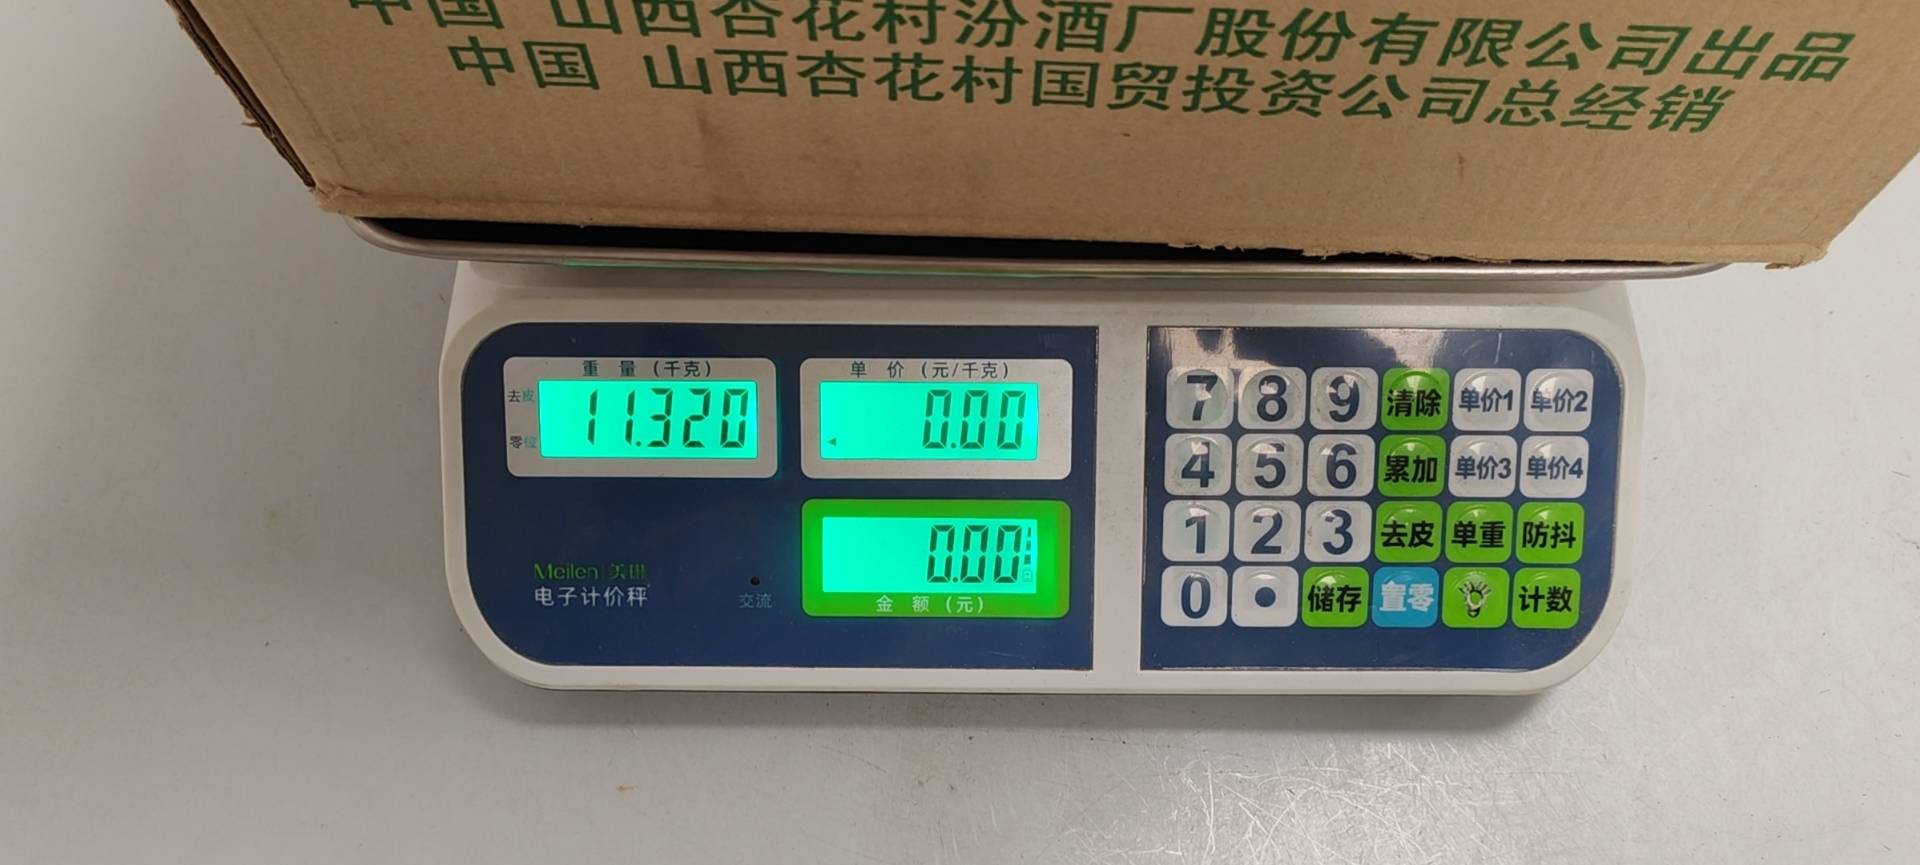 中国 山西杏花村汾酒厂股份有限公司出品
中国 山西杏花村国贸投资公司总经销
重 量 (千克)
去皮
零位
11.320
单 价 (元/千克)
0.00
0.00
金 额 (元)
Meilen 美琳
电子计价秤
交流
7 8 9 清除 单价1 单价2
4 5 6 累加 单价3 单价4
1 2 3 去皮 单重 防抖
0 . 储存 置零 计数